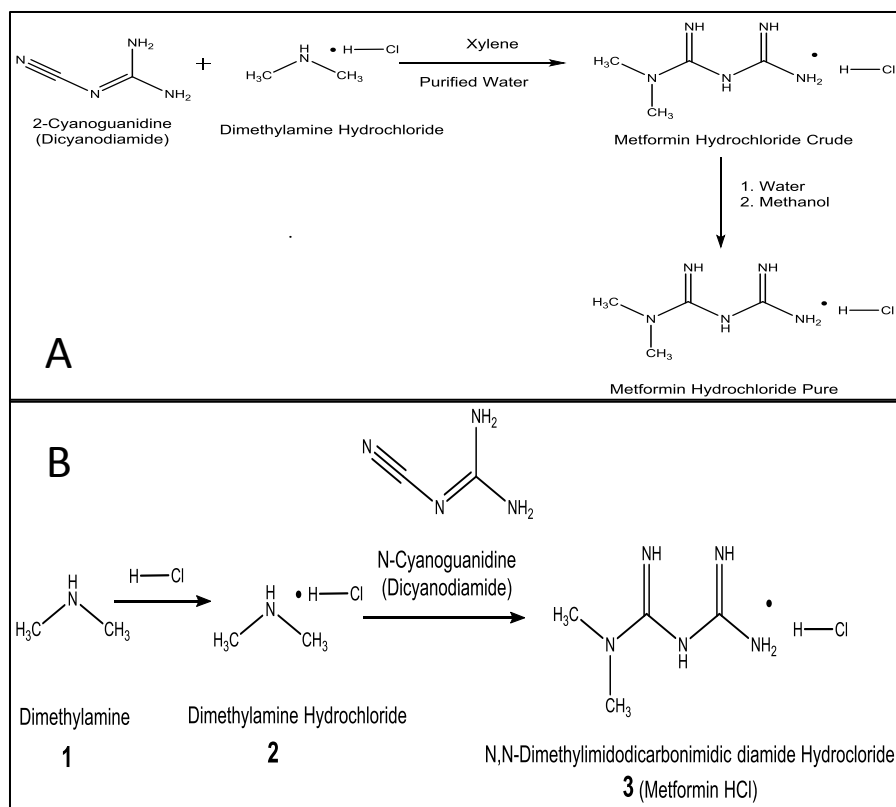 NH2
N
N
NH2
2-Cyanoguanidine
(Dicyanodiamide)
+
H
N
H3C
CH3
• H Cl
Dimethylamine Hydrochloride
Xylene
Purified Water
NH NH
H3C
N
N
H
NH2
CH3
• H Cl
Metformin Hydrochloride Crude
1. Water
2. Methanol
NH NH
H3C
N
N
H
NH2
CH3
• H Cl
Metformin Hydrochloride Pure
A
B
H
N
H3C
CH3
Dimethylamine
1
H Cl
H
N
H3C
CH3
• H Cl
Dimethylamine Hydrochloride
2
NH2
N
N
NH2
N-Cyanoguanidine
(Dicyanodiamide)
NH NH
H3C
N
N
H
NH2
CH3
• H Cl
N,N-Dimethylimidodicarbonimidic diamide Hydrocloride
3 (Metformin HCl)